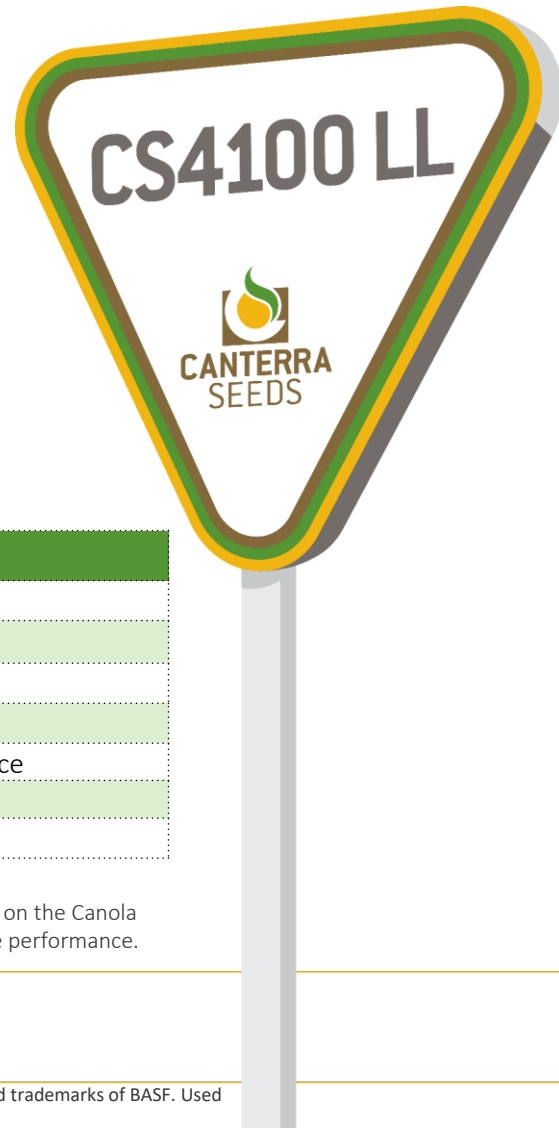 CS4100 LL
CANTERRA
SEEDS
ce
on the Canola
e performance.
d trademarks of BASF. Used